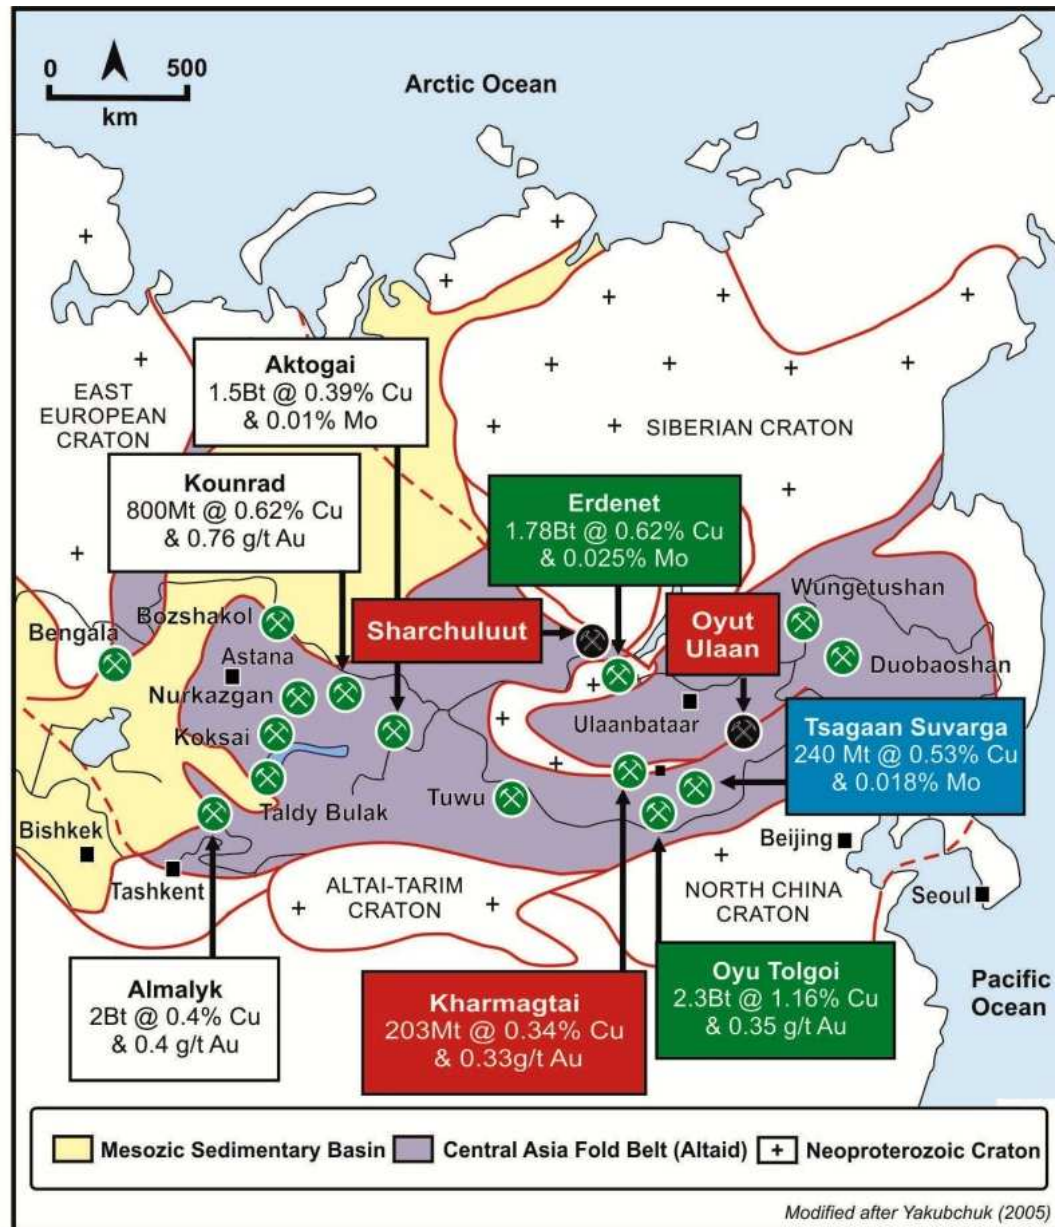 0 500
km
Arctic Ocean
Aktogai
1.5Bt @ 0.39% Cu
& 0.01% Mo
EAST
EUROPEAN
CRATON
SIBERIAN CRATON
Kounrad
800Mt @ 0.62% Cu
& 0.76 g/t Au
Erdenet
1.78Bt @ 0.62% Cu
& 0.025% Mo
Wungetushan
Bozshakol
Sharchuluut
Oyut
Ulaan
Bengala
Astana
Duobaoshan
Nurkazgan
Ulaanbataar
Koksai
Tsagaan Suvarga
240 Mt @ 0.53% Cu
& 0.018% Mo
Taldy Bulak
Tuwu
Bishkek
Beijing
Tashkent
ALTAI-TARIM
CRATON
NORTH CHINA
CRATON
Seoul
Almalyk
2Bt @ 0.4% Cu
& 0.4 g/t Au
Kharmagtai
203Mt @ 0.34% Cu
& 0.33g/t Au
Oyu Tolgoi
2.3Bt @ 1.16% Cu
& 0.35 g/t Au
Pacific
Ocean
Mesozic Sedimentary Basin Central Asia Fold Belt (Altaid) Neoproterozoic Craton
Modified after Yakubchuk (2005)